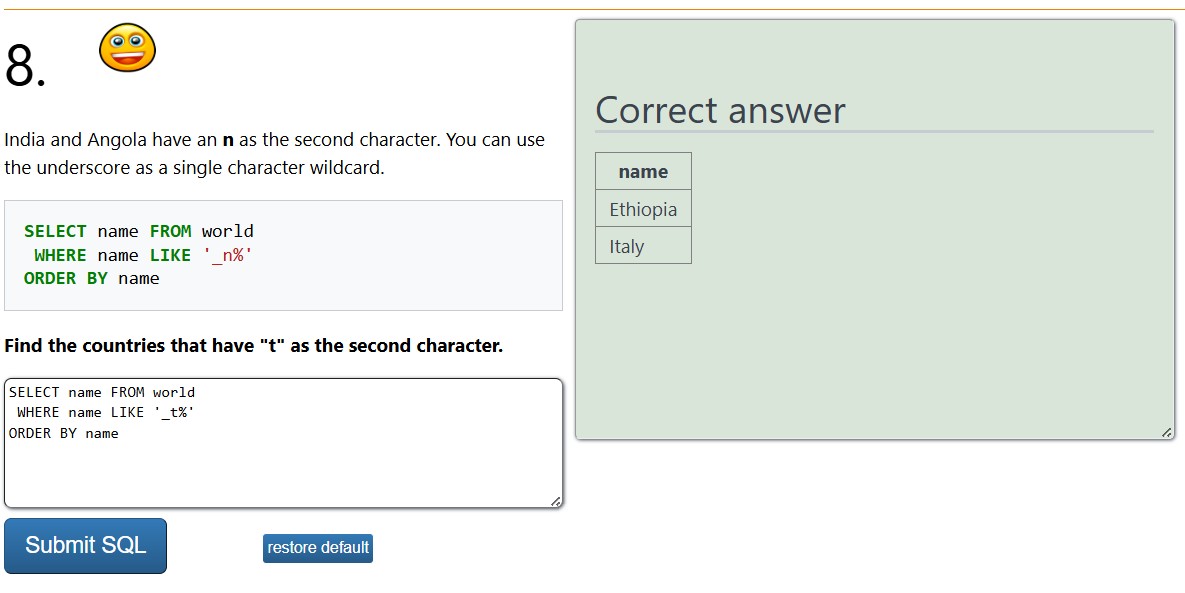 8.
India and Angola have an n as the second character. You can use
the underscore as a single character wildcard.
SELECT name FROM world
 WHERE name LIKE '_n%'
ORDER BY name
Find the countries that have "t" as the second character.
SELECT name FROM world
 WHERE name LIKE '_t%'
ORDER BY name
Submit SQL
restore default
Correct answer
name
Ethiopia
Italy